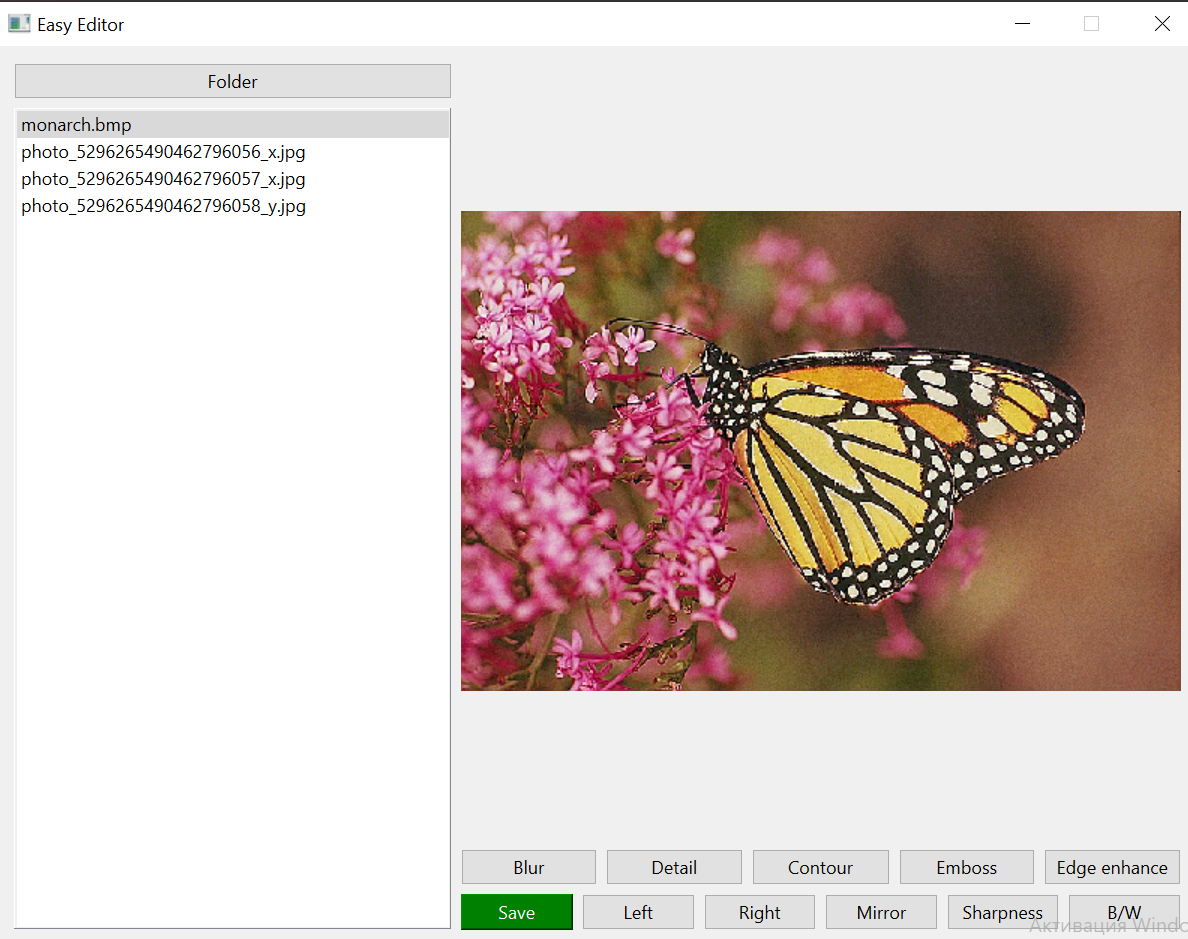 Easy Editor
Folder
monarch.bmp
photo_5296265490462796056_x.jpg
photo_5296265490462796057_x.jpg
photo_5296265490462796058_y.jpg
Blur Detail Contour Emboss Edge enhance
Save Left Right Mirror Sharpness B/W
Активация Windo